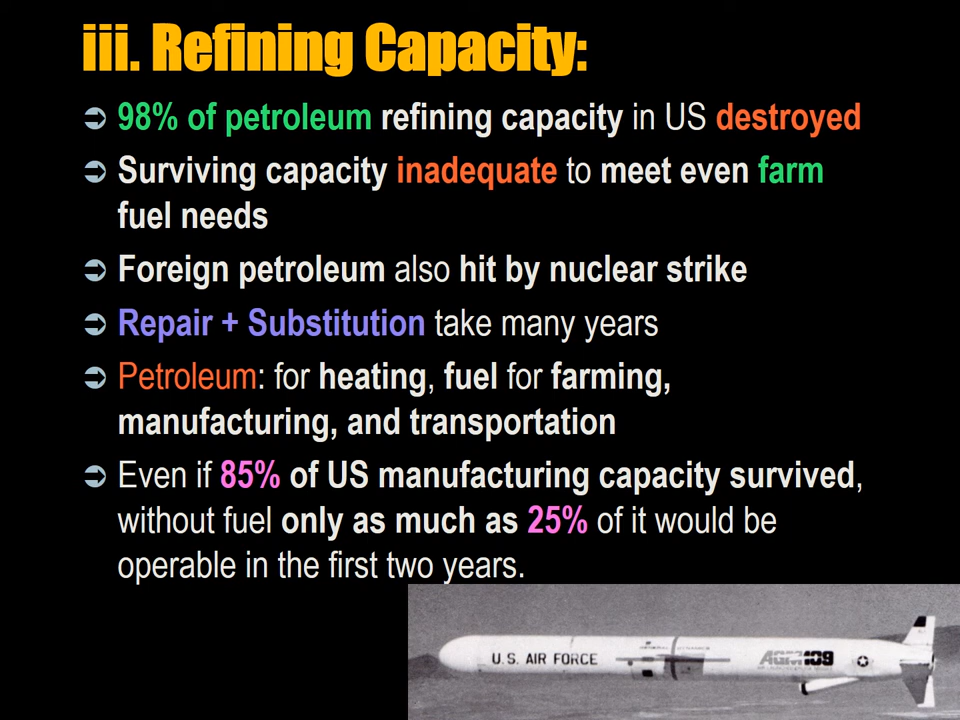 iii. Refining Capacity:
98% of petroleum refining capacity in US destroyed
Surviving capacity inadequate to meet even farm
fuel needs
Foreign petroleum also hit by nuclear strike
Repair + Substitution take many years
Petroleum: for heating, fuel for farming,
manufacturing, and transportation
Even if 85% of US manufacturing capacity survived,
without fuel only as much as 25% of it would be
operable in the first two years.
GENERAL DYNAMICS
U.S. AIR FORCE
AGM109